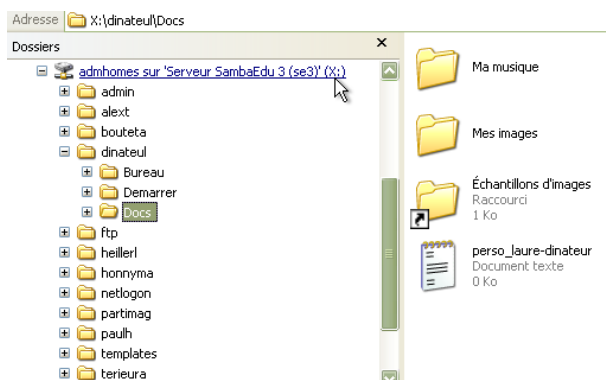 Adresse X:\dinateul\Docs
Dossiers
admhomes sur 'Serveur SambaEdu 3 (se3)' (X:)
admin
alext
bouteta
dinateul
Bureau
Demarrer
Docs
ftp
heillerl
honnyma
netlogon
partimag
paulh
templates
terieura
Ma musique
Mes images
Échantillons d'images
Raccourci
1 Ko
perso_laure-dinateur
Document texte
0 Ko